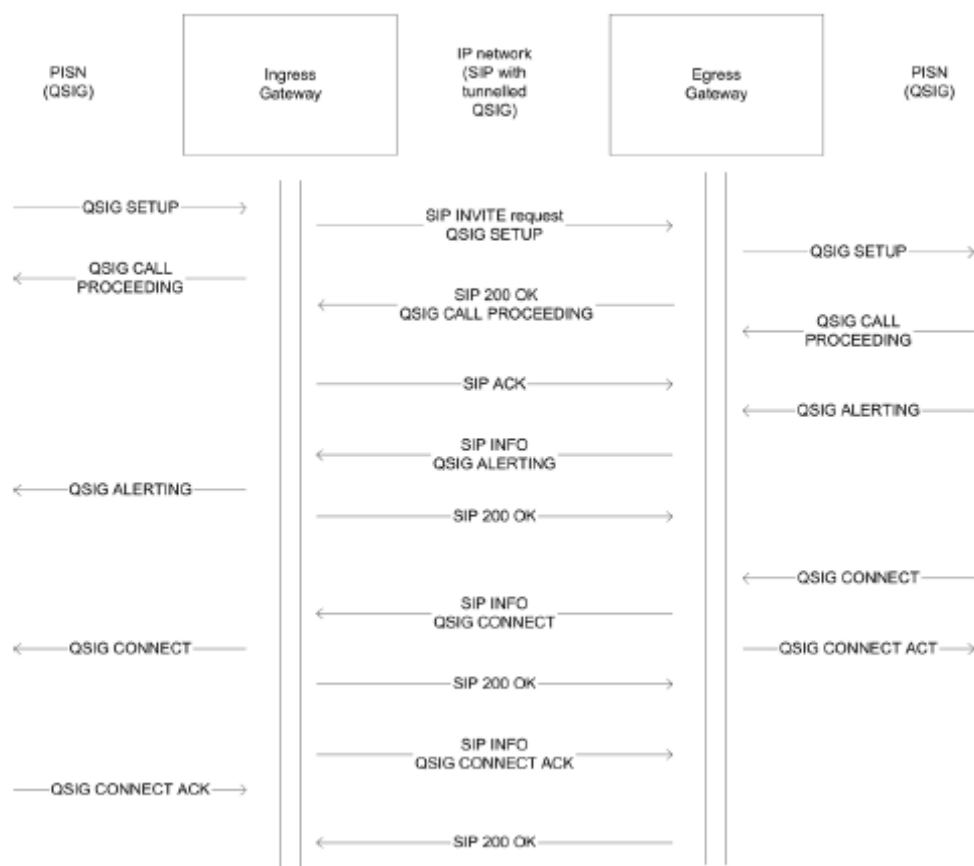 PISN
(QSIG)
Ingress
Gateway
IP network
(SIP with
tunnelled
QSIG)
Egress
Gateway
PISN
(QSIG)
QSIG SETUP
SIP INVITE request
QSIG SETUP
QSIG SETUP
QSIG CALL
PROCEEDING
SIP 200 OK
QSIG CALL PROCEEDING
QSIG CALL
PROCEEDING
SIP ACK
QSIG ALERTING
SIP INFO
QSIG ALERTING
QSIG ALERTING
SIP 200 OK
QSIG CONNECT
SIP INFO
QSIG CONNECT
QSIG CONNECT
QSIG CONNECT ACT
SIP 200 OK
SIP INFO
QSIG CONNECT ACK
QSIG CONNECT ACK
SIP 200 OK